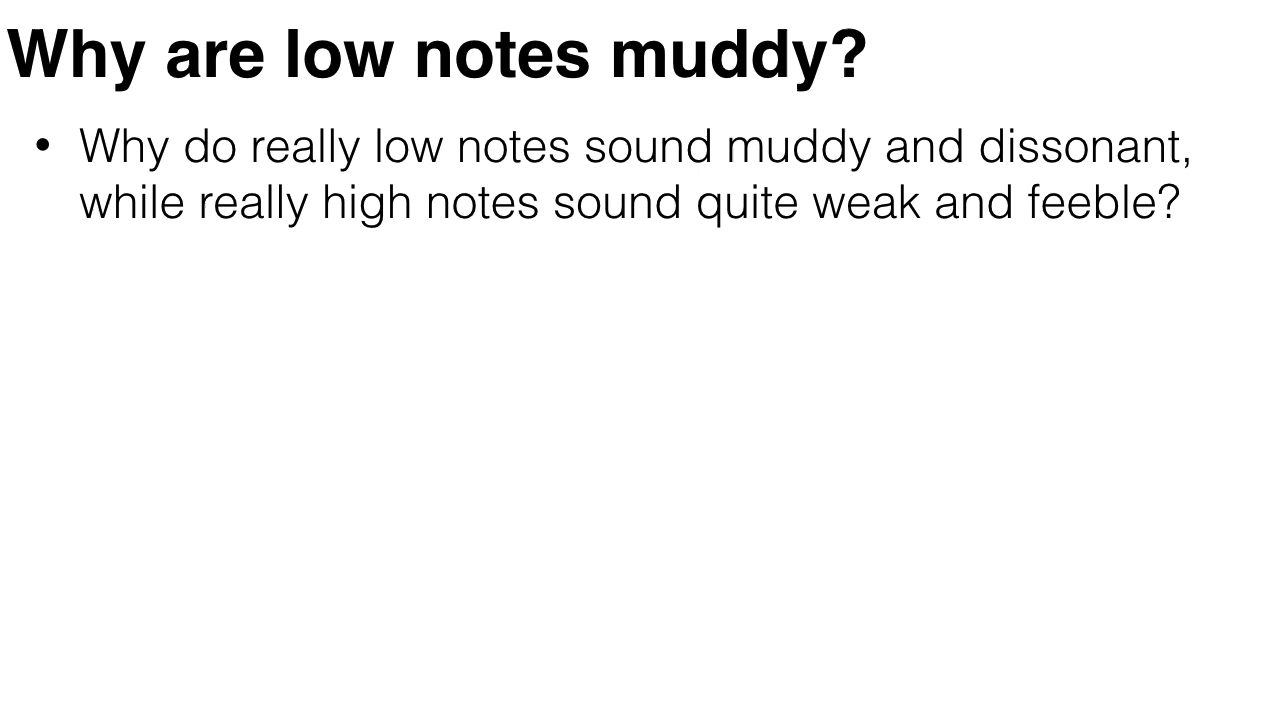 Why are low notes muddy?
• Why do really low notes sound muddy and dissonant,
while really high notes sound quite weak and feeble?